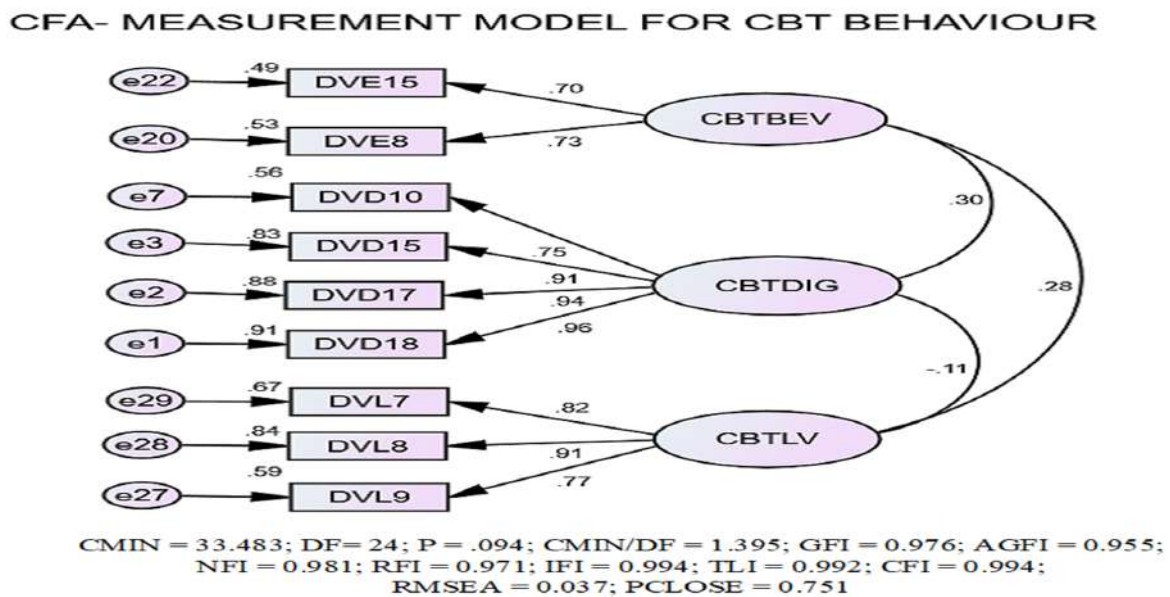 CFA- MEASUREMENT MODEL FOR CBT BEHAVIOUR
e22 .49 DVE15 .70 CBTBEV
e20 .53 DVE8 .73
e7 .56 DVD10 .30
e3 .83 DVD15 .75
e2 .88 DVD17 .91 CBTDIG .28
.94
e1 .91 DVD18 .96
-.11
e29 .67 DVL7 .82
e28 .84 DVL8 .91 CBTLV
e27 .59 DVL9 .77
CMIN = 33.483; DF= 24; P = .094; CMIN/DF = 1.395; GFI = 0.976; AGFI = 0.955;
NFI = 0.981; RFI = 0.971; IFI = 0.994; TLI = 0.992; CFI = 0.994;
RMSEA = 0.037; PCLOSE = 0.751